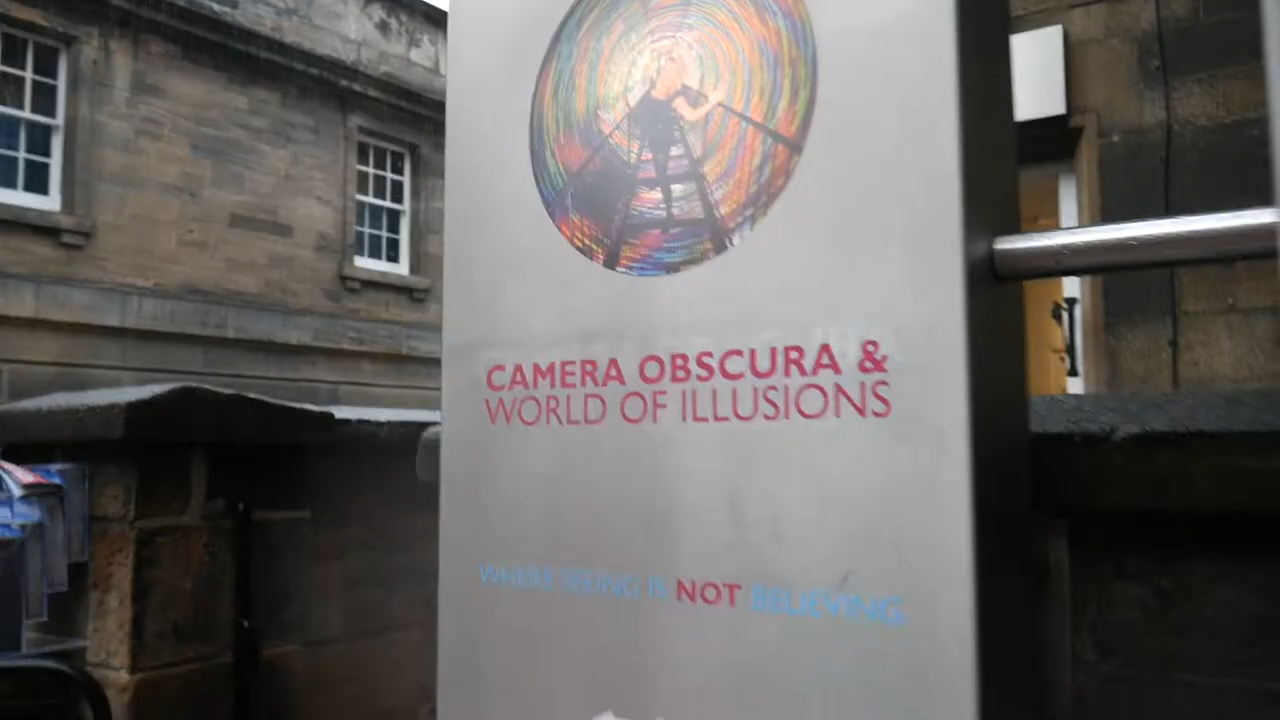 CAMERA OBSCURA &
WORLD OF ILLUSIONS
WHERE SEEING IS NOT BELIEVING